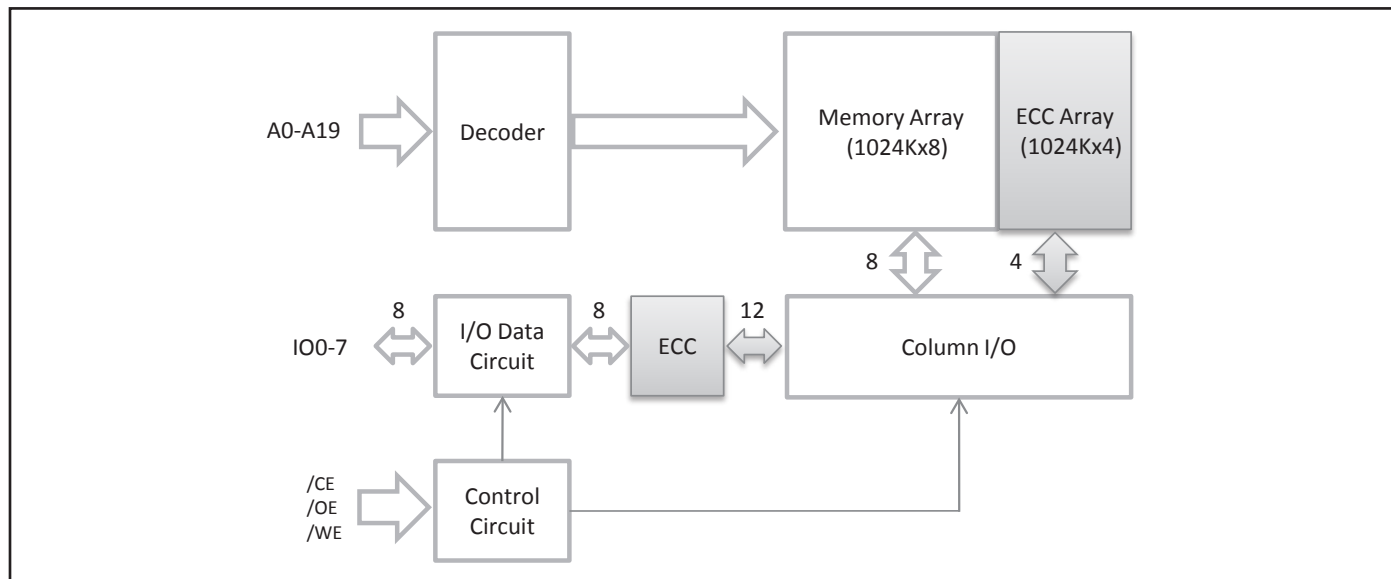 A0-A19
Decoder
Memory Array
(1024Kx8)
ECC Array
(1024Kx4)
8
4
IO0-7
8
I/O Data
Circuit
8
ECC
12
Column I/O
/CE
/OE
/WE
Control
Circuit